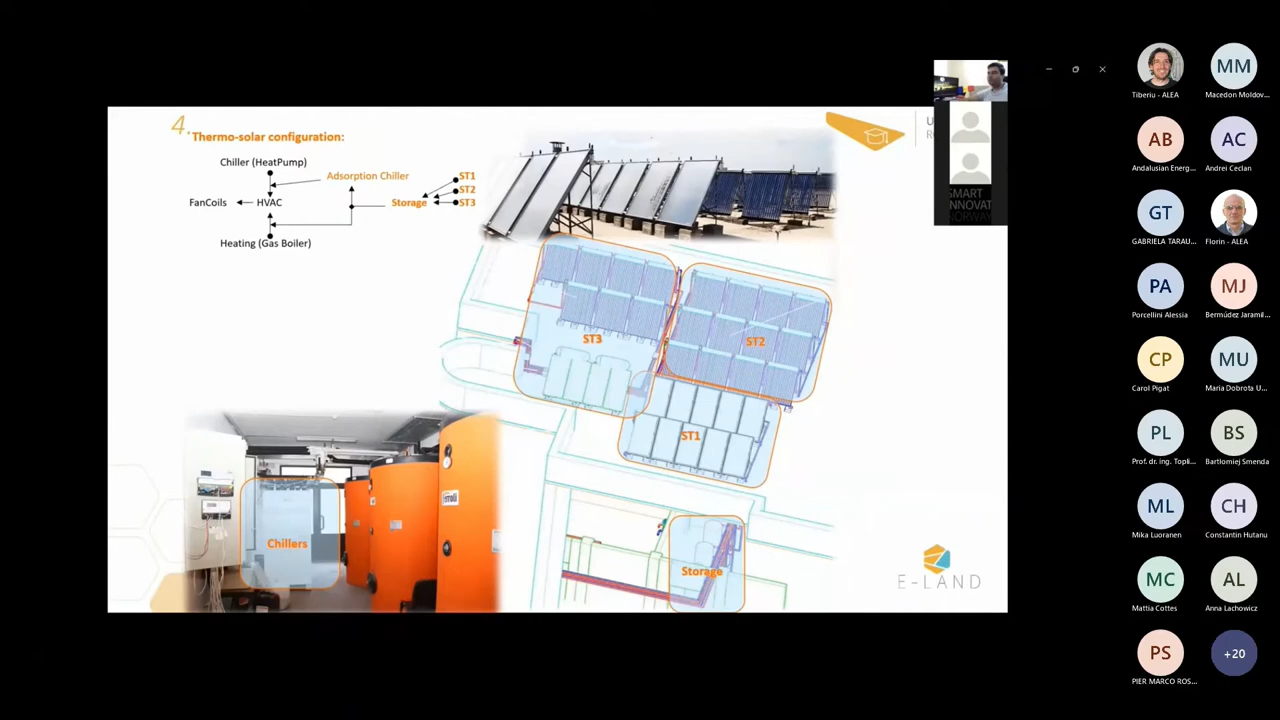 4.
Thermo-solar configuration:
Chiller (HeatPump)
Adsorption Chiller
ST1
ST2
FanCoils
HVAC
Storage
ST3
Heating (Gas Boiler)
ST3
ST2
ST1
Chillers
ferroli
Storage
E-LAND
SMART
INNOVAT
NORWAY
Tiberiu - ALEA
MM
Macedon Moldov...
AB
Andalusian Energ...
AC
Andrei Ceclan
GT
GABRIELA TARAU...
Florin - ALEA
PA
Porcellini Alessia
MJ
Bermúdez Jaramil...
CP
Carol Pigat
MU
Maria Dobrota U...
PL
Prof. dr. ing. Topli...
BS
Bartlomiej Smenda
ML
Mika Luoranen
CH
Constantin Hutanu
MC
Mattia Cottes
AL
Anna Lachowicz
PS
PIER MARCO ROS...
+20